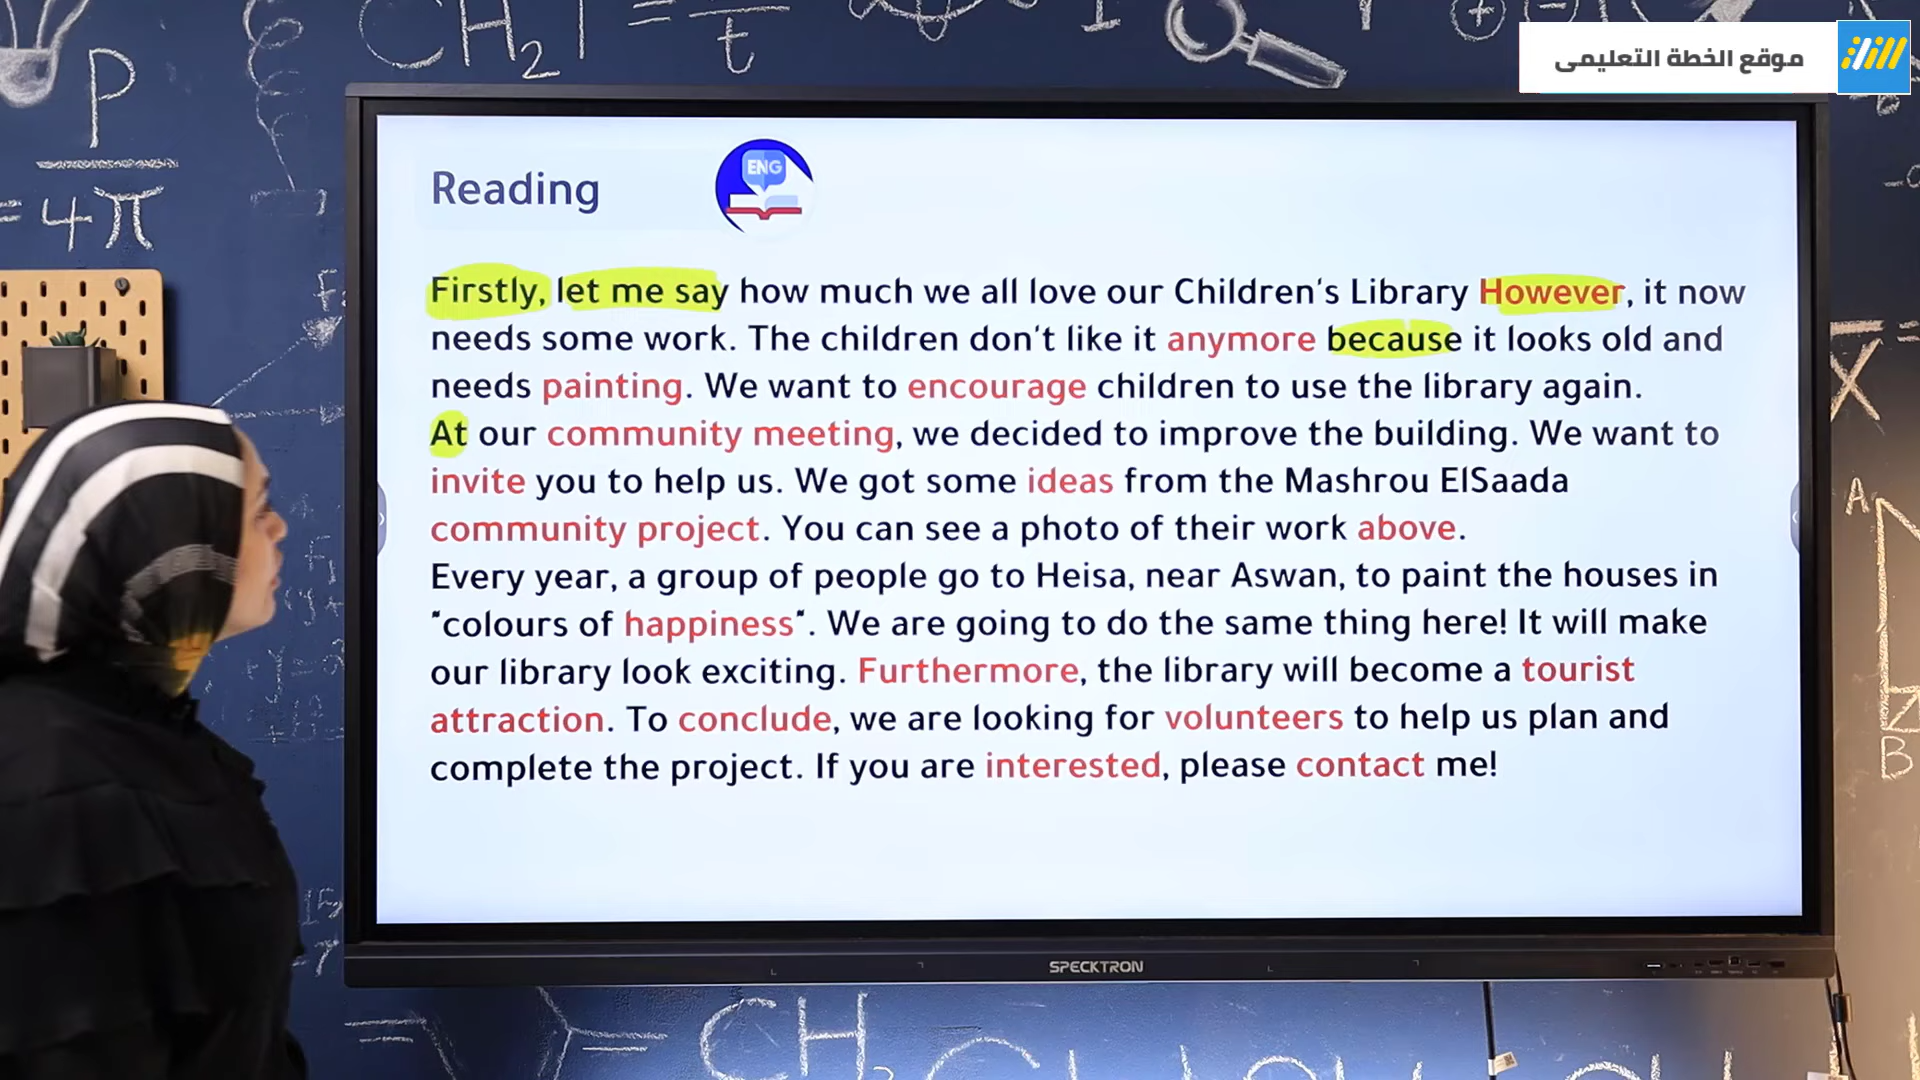 CH₂
= t
P
= 4π
موقع الخطة التعليمى
Reading
ENG
Firstly, let me say how much we all love our Children's Library However, it now
needs some work. The children don't like it anymore because it looks old and
needs painting. We want to encourage children to use the library again.
At our community meeting, we decided to improve the building. We want to
invite you to help us. We got some ideas from the Mashrou ElSaada
community project. You can see a photo of their work above.
Every year, a group of people go to Heisa, near Aswan, to paint the houses in
"colours of happiness". We are going to do the same thing here! It will make
our library look exciting. Furthermore, the library will become a tourist
attraction. To conclude, we are looking for volunteers to help us plan and
complete the project. If you are interested, please contact me!
X
A
B
SPECKTRON
CH₂